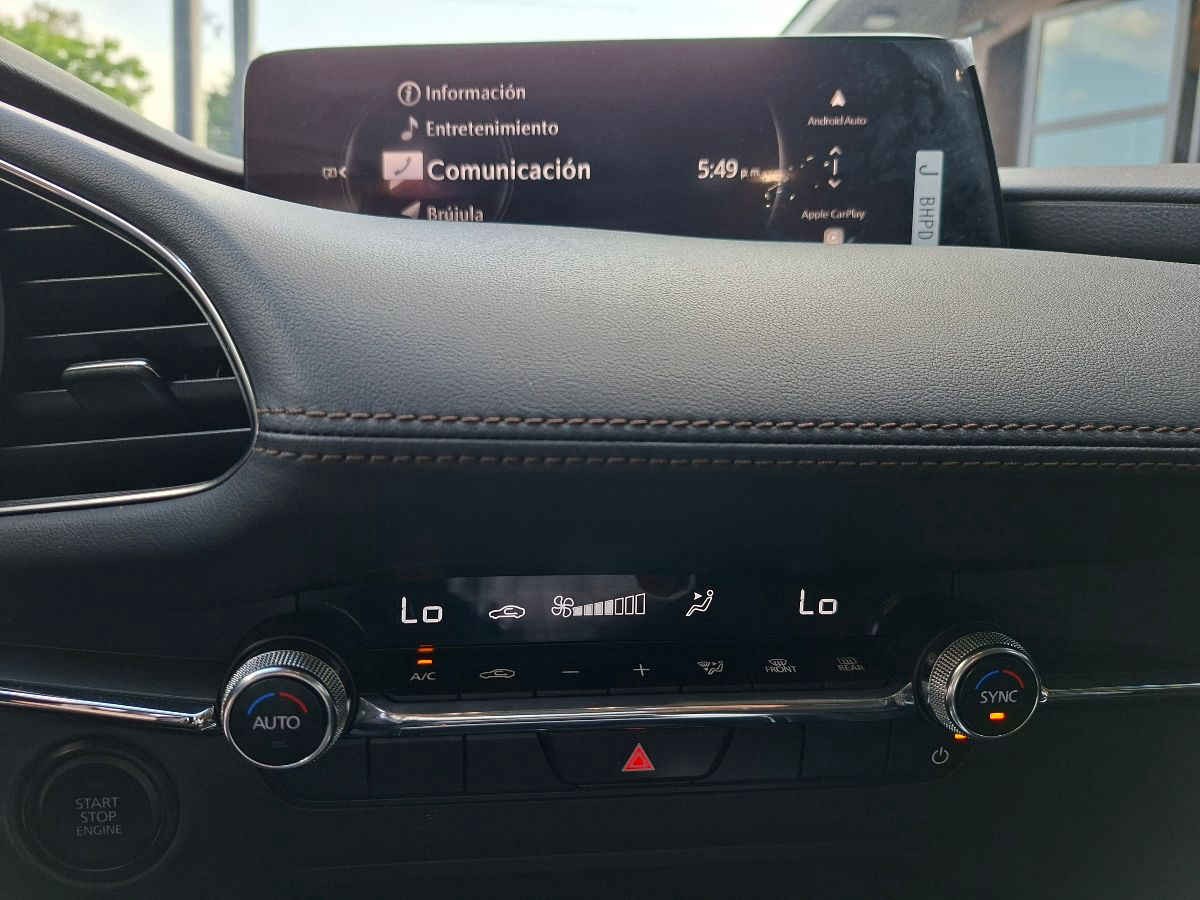 Información
Entretenimiento
Comunicación
Brújula
5:49 p.m.
Android Auto
Apple CarPlay
J BHPD
Lo
Lo
A/C
FRONT
REAR
AUTO
SYNC
START
STOP
ENGINE